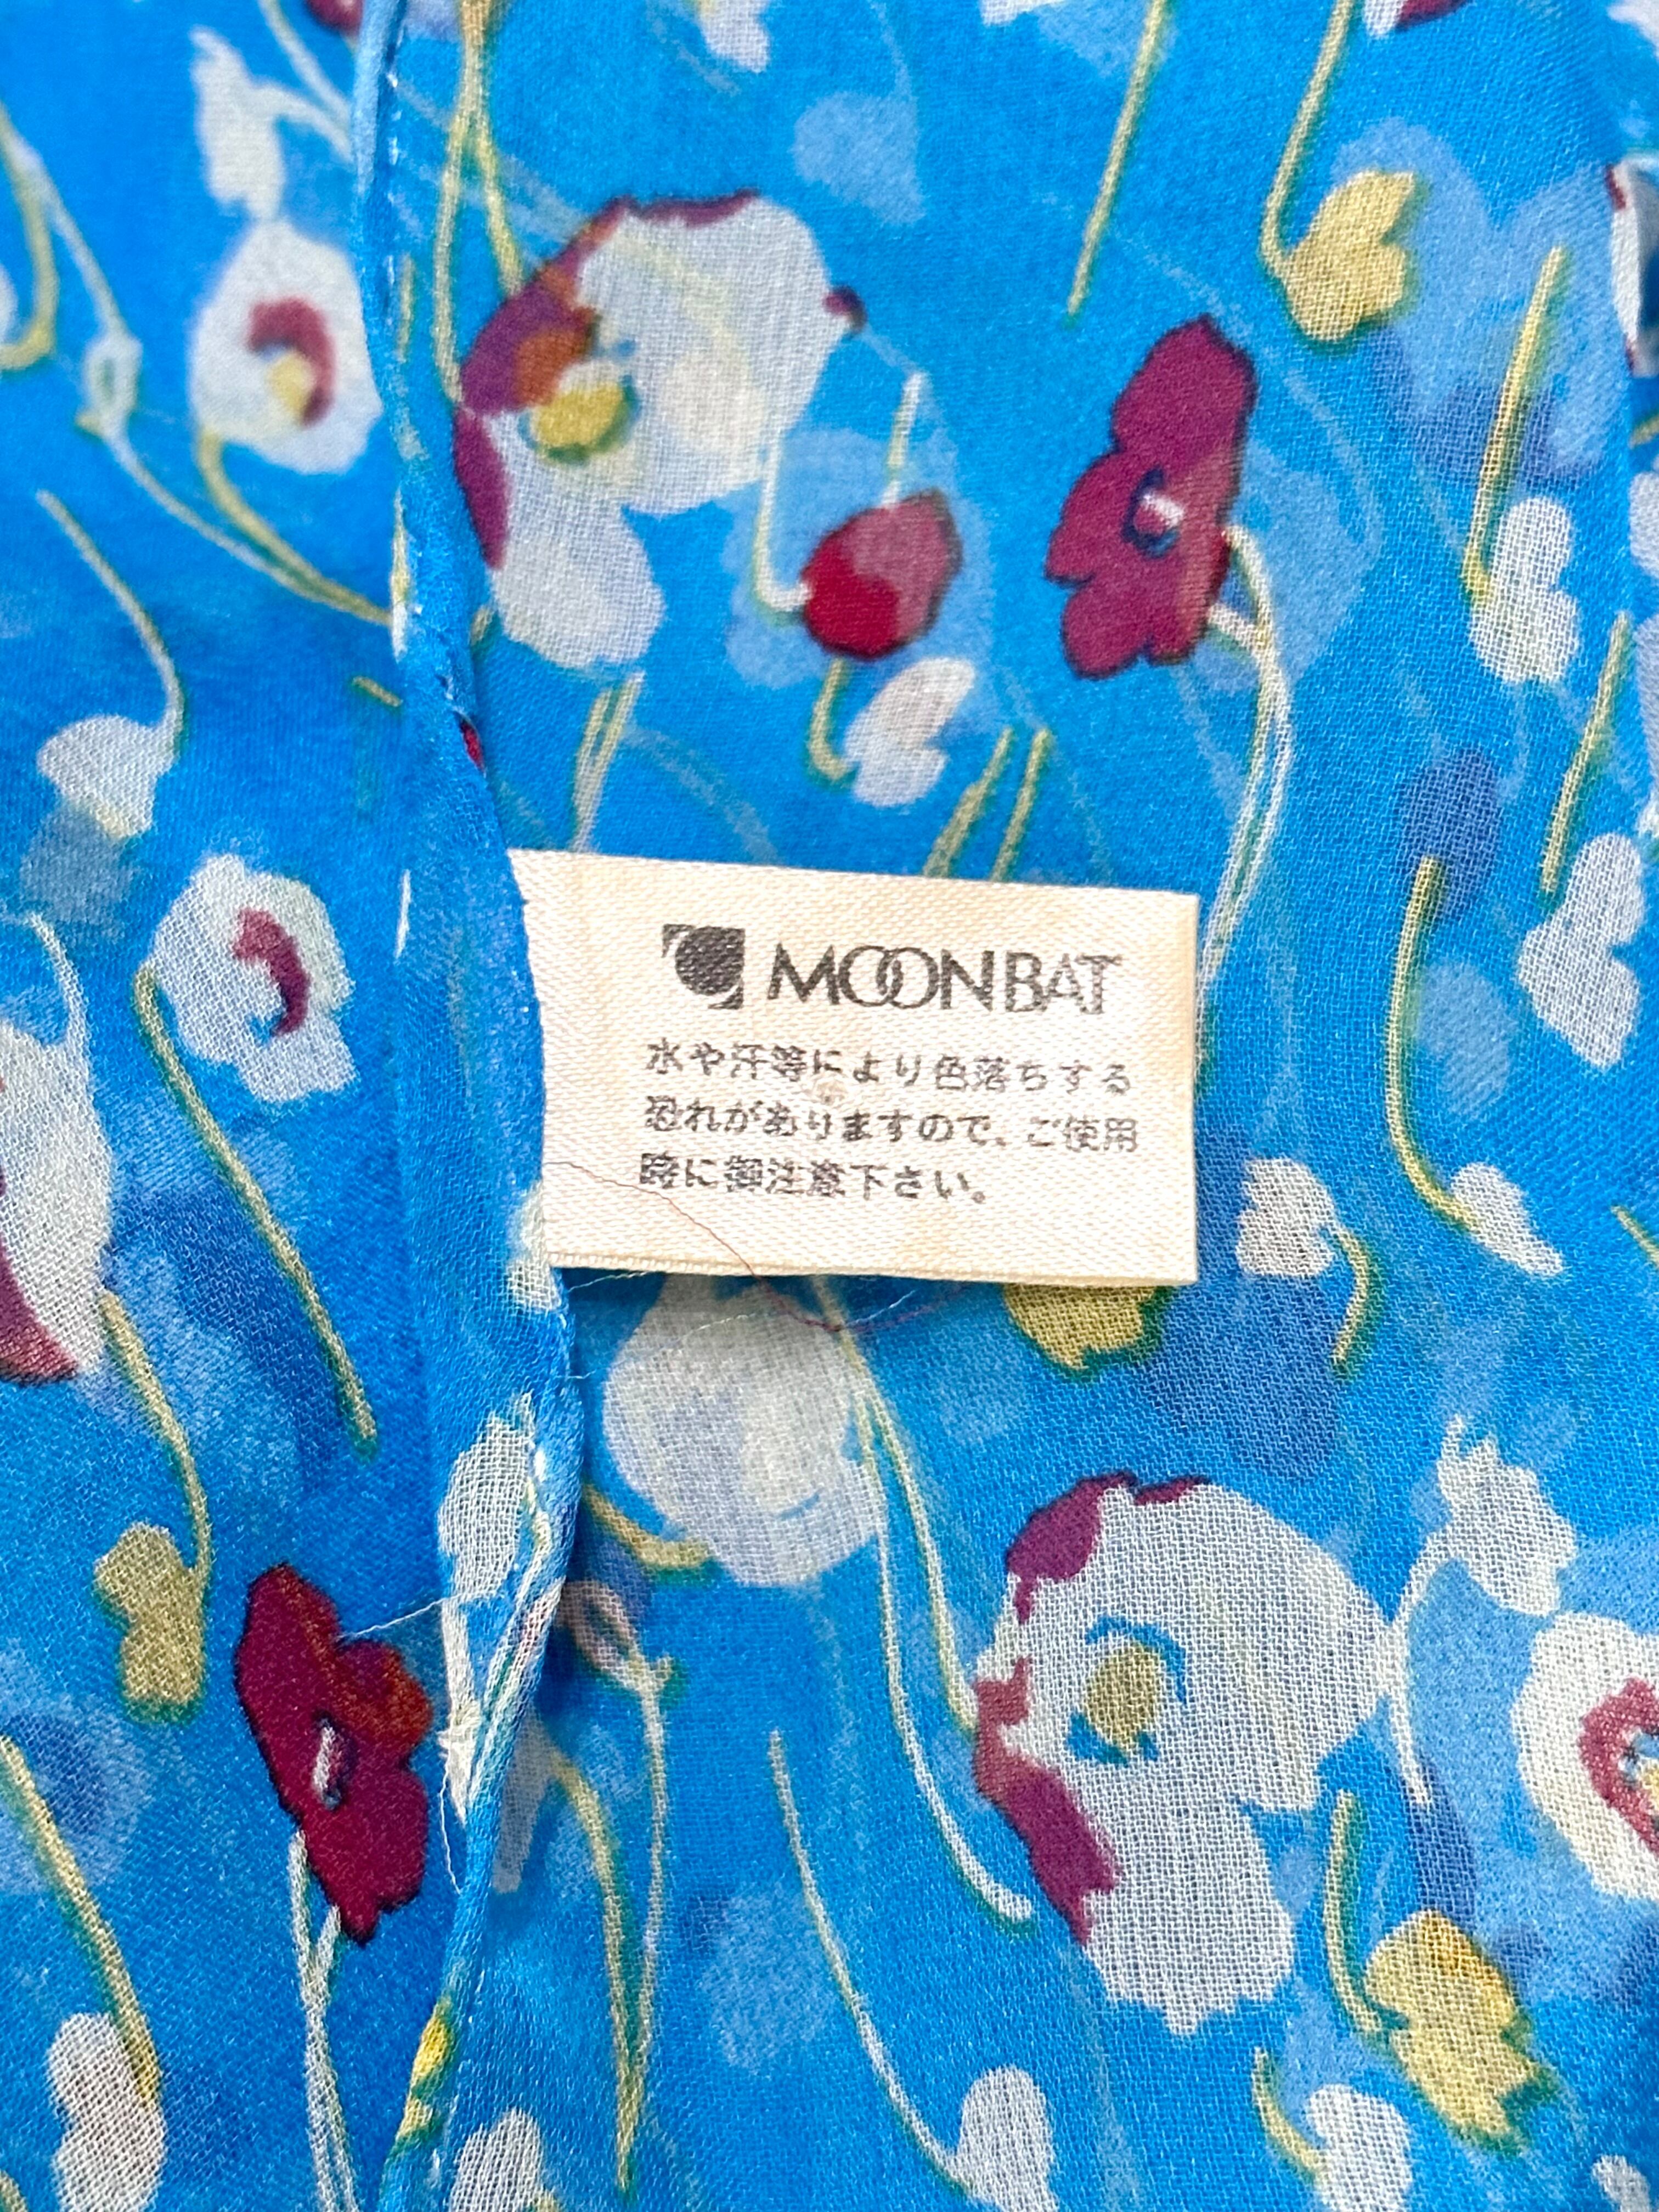 MOONBAT
水や汗等により色落ちする
恐れがありますので、ご使用
時に御注意下さい。